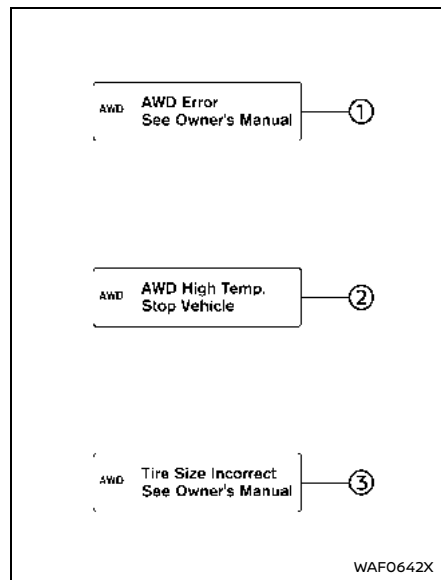 AWD Error
AWD
See Owner's Manual
①
AWD High Temp.
AWD
Stop Vehicle
②
Tire Size Incorrect
AWD
See Owner's Manual
③
WAF0642X